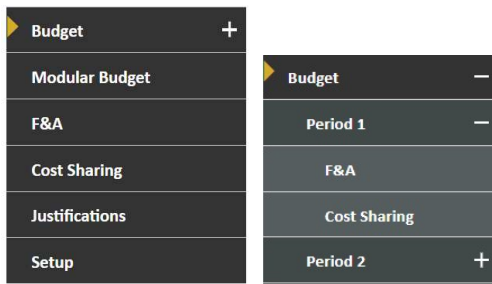 Budget +
Modular Budget
F&A
Cost Sharing
Justifications
Setup
Budget −
Period 1 −
F&A
Cost Sharing
Period 2 +